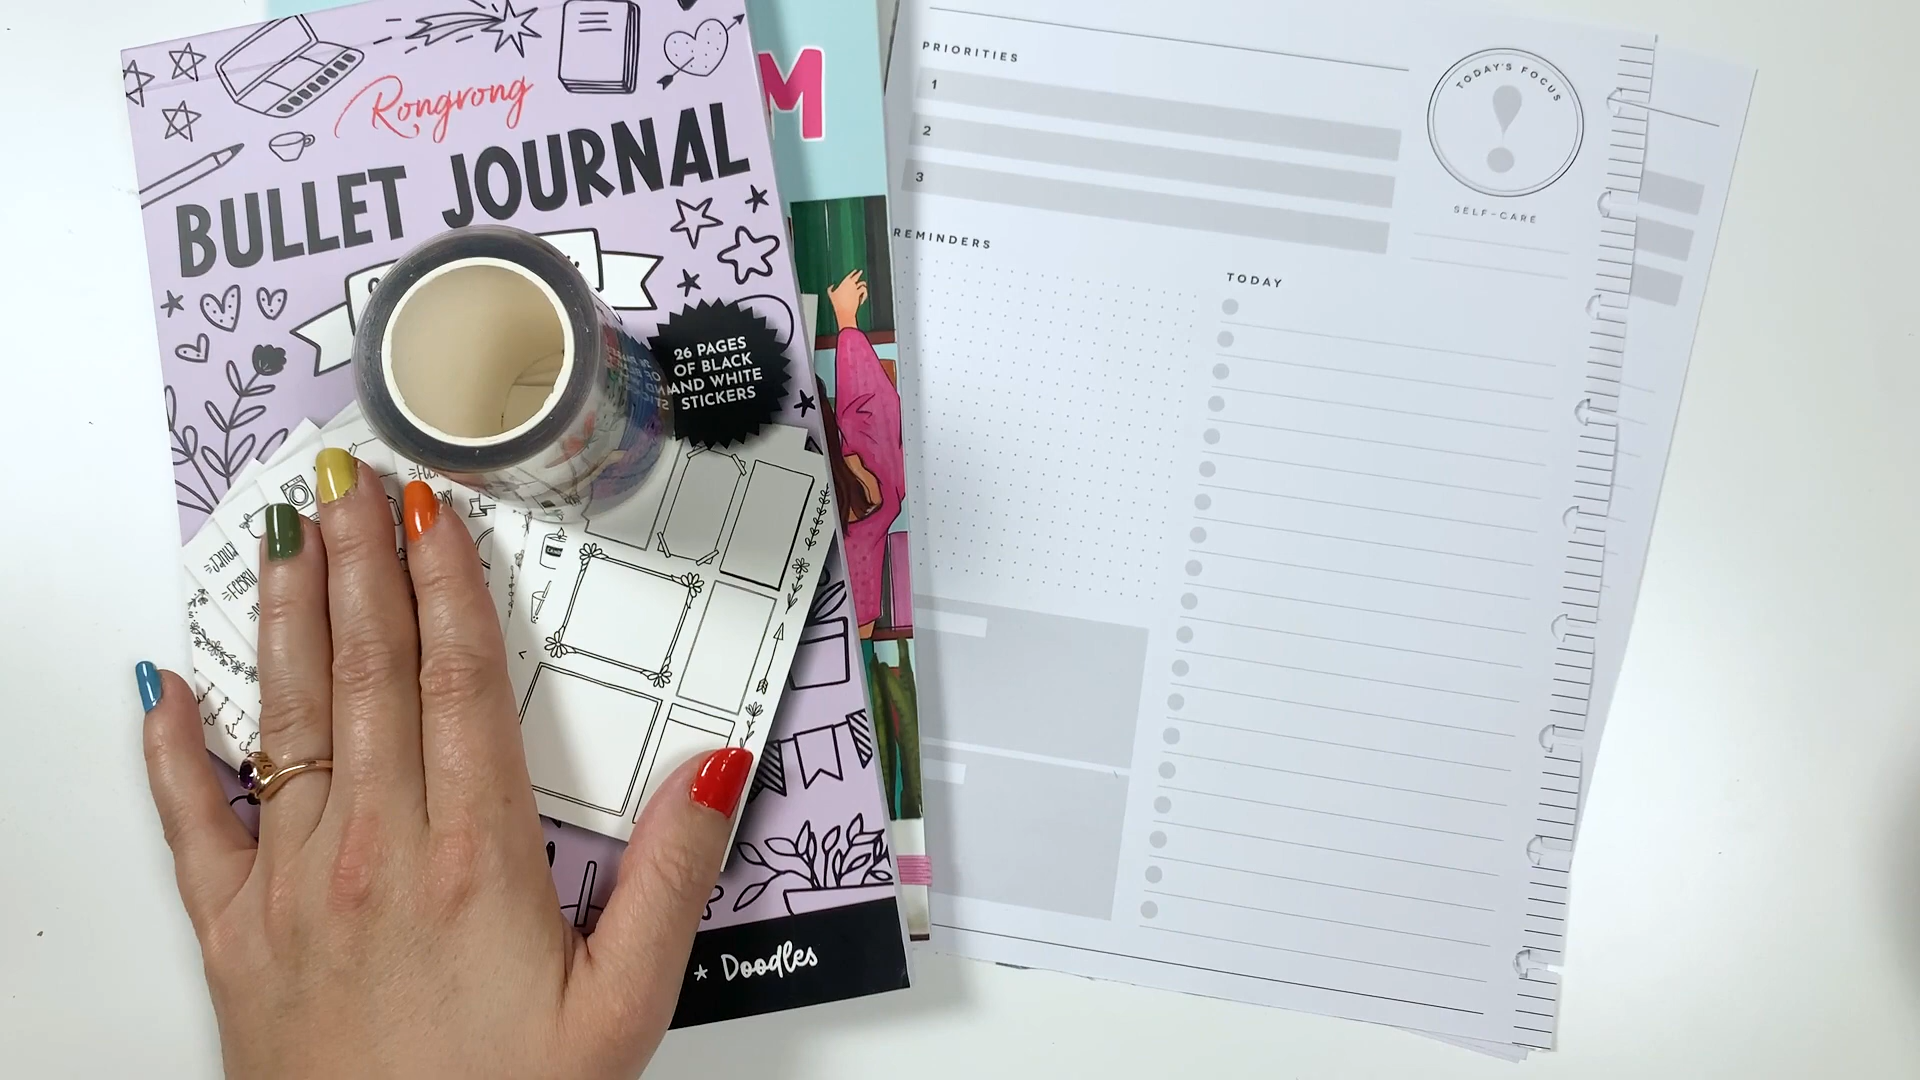 Rongrong
BULLET JOURNAL
M
26 PAGES
OF BLACK
AND WHITE
STICKERS
★ Doodles
PRIORITIES
1
2
3
TODAY'S FOCUS
SELF-CARE
REMINDERS
TODAY